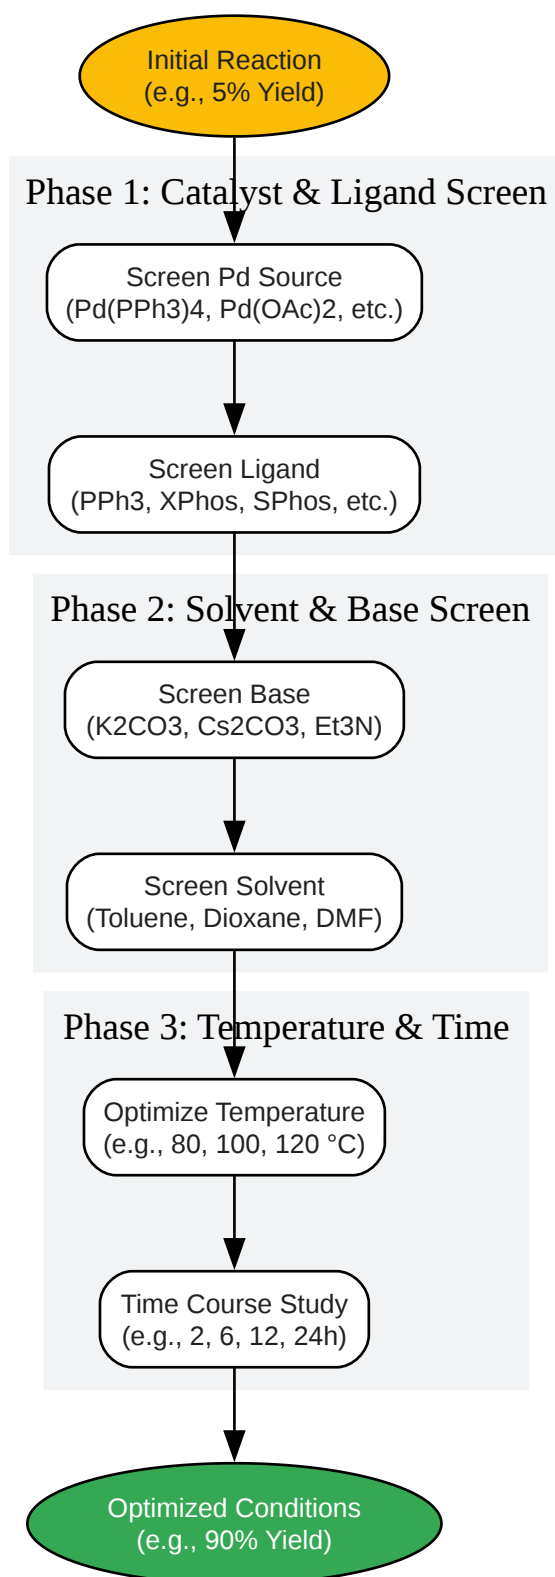 Initial Reaction
(e.g., 5% Yield)
Phase 1: Catalyst & Ligand Screen
Screen Pd Source
(Pd(PPh3)4, Pd(OAc)2, etc.)
Screen Ligand
(PPh3, XPhos, SPhos, etc.)
Phase 2: Solvent & Base Screen
Screen Base
(K2CO3, Cs2CO3, Et3N)
Screen Solvent
(Toluene, Dioxane, DMF)
Phase 3: Temperature & Time
Optimize Temperature
(e.g., 80, 100, 120 °C)
Time Course Study
(e.g., 2, 6, 12, 24h)
Optimized Conditions
(e.g., 90% Yield)